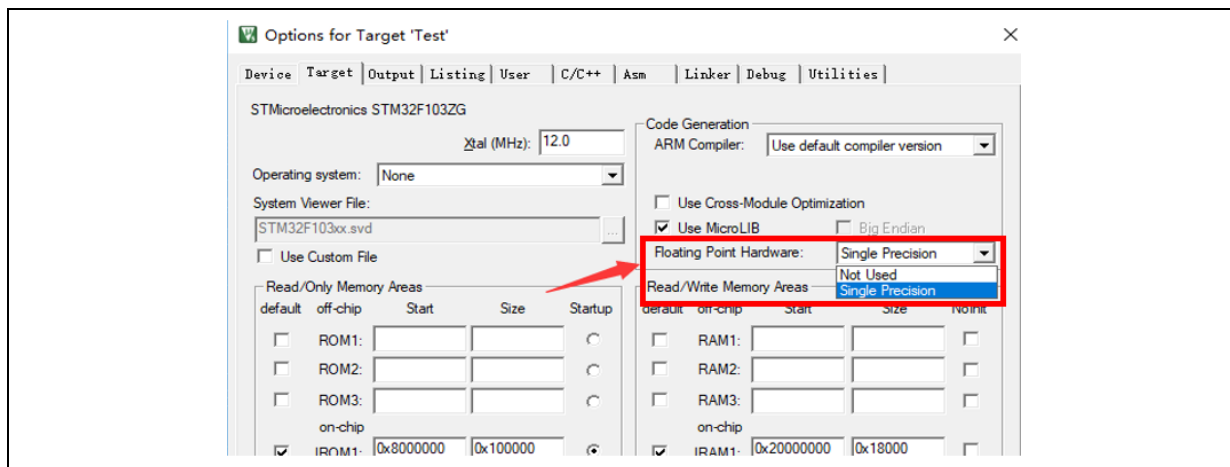 Options for Target 'Test'
Device Target Output Listing User C/C++ Asm Linker Debug Utilities
STMicroelectronics STM32F103ZG
Xtal (MHz): 12.0
Operating system: None
System Viewer File:
STM32F103xx.svd ...
Use Custom File
Code Generation
ARM Compiler: Use default compiler version
Use Cross-Module Optimization
Use MicroLIB Big Endian
Floating Point Hardware: Single Precision
Not Used
Single Precision
Read/Only Memory Areas
default off-chip Start Size Startup
ROM1:
ROM2:
ROM3:
on-chip
IROM1: 0x8000000 0x100000
Read/Write Memory Areas
default off-chip Start Size NoInit
RAM1:
RAM2:
RAM3:
on-chip
IRAM1: 0x20000000 0x18000